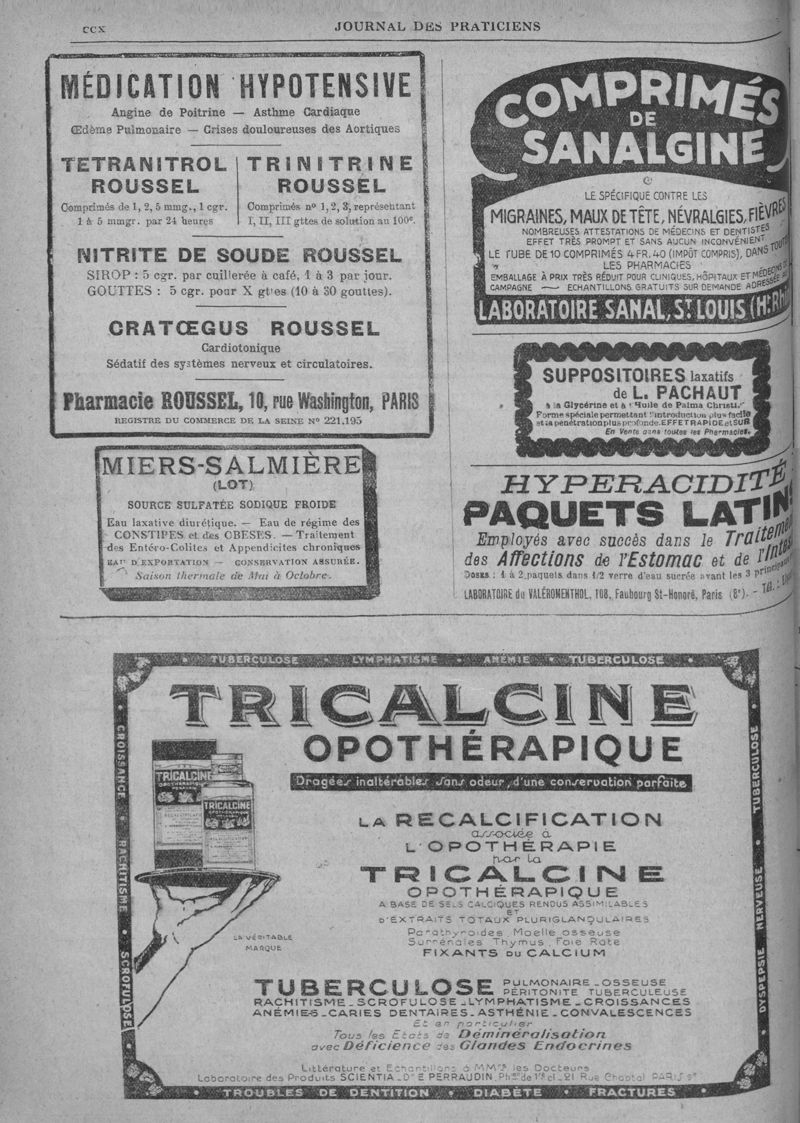 CCX
JOURNAL DES PRATICIENS
MÉDICATION HYPOTENSIVE
Angine de Poitrine — Asthme Cardiaque
Œdème Pulmonaire — Crises douloureuses des Aortiques
TETRANITROL
ROUSSEL
Comprimés de 1, 2, 5 mmg., 1 cgr.
1 à 5 mmgr. par 24 heures
TRINITRINE
ROUSSEL
Comprimés nos 1, 2, 3, représentant
I, II, III gttes de solution au 100e.
NITRITE DE SOUDE ROUSSEL
SIROP : 5 cgr. par cuillerée à café, 1 à 3 par jour.
GOUTTES : 5 cgr. pour X gttes (10 à 30 gouttes).
CRATŒGUS ROUSSEL
Cardiotonique
Sédatif des systèmes nerveux et circulatoires.
Pharmacie ROUSSEL, 10, rue Washington, PARIS
REGISTRE DU COMMERCE DE LA SEINE No 221,195
MIERS-SALMIÈRE
(LOT)
SOURCE SULFATÉE SODIQUE FROIDE
Eau laxative diurétique. — Eau de régime des
CONSTIPES et des OBESES. — Traitement
des Entéro-Colites et Appendicites chroniques
EAU D'EXPORTATION — CONSERVATION ASSURÉE.
Saison thermale de Mai à Octobre.
COMPRIMÉS
DE
SANALGINE
LE SPÉCIFIQUE CONTRE LES
MIGRAINES, MAUX DE TÊTE, NÉVRALGIES, FIÈVRES
NOMBREUSES ATTESTATIONS DE MÉDECINS ET DENTISTES
EFFET TRÈS PROMPT ET SANS AUCUN INCONVÉNIENT
LE TUBE DE 10 COMPRIMÉS 4 FR. 40 (IMPÔT COMPRIS), DANS TOUTES
LES PHARMACIES
EMBALLAGE À PRIX TRÈS RÉDUIT POUR CLINIQUES, HÔPITAUX ET MÉDECINS DE
CAMPAGNE — ECHANTILLONS GRATUITS SUR DEMANDE ADRESSÉE AU
LABORATOIRE SANAL, ST LOUIS (Ht RH
SUPPOSITOIRES laxatifs
de L. PACHAUT
à la Glycérine et à l'"Huile de Palma Christi."
Forme spéciale permettant l'introduction plus facile
et la pénétration plus profonde. EFFET RAPIDE et SUR
En Vente dans toutes les Pharmacies.
HYPERACIDITÉ
PAQUETS LATIN
Employés avec succès dans le Traiteme
des Affections de l'Estomac et de l'Inte
DOSES : 1 à 2 paquets dans 1/2 verre d'eau sucrée avant les 3 principaux
LABORATOIRE du VALÉROMENTHOL, 108, Faubourg St-Honoré, Paris (8e). - Tél. :
TUBERCULOSE • LYMPHATISME • ANÉMIE • TUBERCULOSE
TRICALCINE
OPOTHÉRAPIQUE
Dragées inaltérables sans odeur, d'une conservation parfaite
CROISSANCE • RACHITISME • SCROFULOSE
TRICALCINE
TRICALCINE
LA VÉRITABLE
MARQUE
LA RECALCIFICATION
associée à
L'OPOTHÉRAPIE
par la
TRICALCINE
OPOTHÉRAPIQUE
A BASE DE SELS CALCIQUES RENDUS ASSIMILABLES
ET
D'EXTRAITS TOTAUX PLURIGLANDULAIRES
Parathyroides, Moelle osseuse
Surrénales Thymus, Foie Rate
FIXANTS DU CALCIUM
TUBERCULOSE PULMONAIRE - OSSEUSE
PÉRITONITE TUBERCULEUSE
RACHITISME - SCROFULOSE - LYMPHATISME - CROISSANCES
ANÉMIES - CARIES DENTAIRES - ASTHÉNIE - CONVALESCENCES
Et en particulier
Tous les Etats de Déminéralisation
avec Déficience des Glandes Endocrines
Littérature et Echantillons à MM. les Docteurs
Laboratoire des Produits SCIENTIA - Dr E PERRAUDIN, Phen de 1re cl - 21 Rue Chaptal PARIS 9e
TUBERCULOSE • NERVEUSE • DYSPEPSIE
TROUBLES DE DENTITION • DIABÈTE • FRACTURES